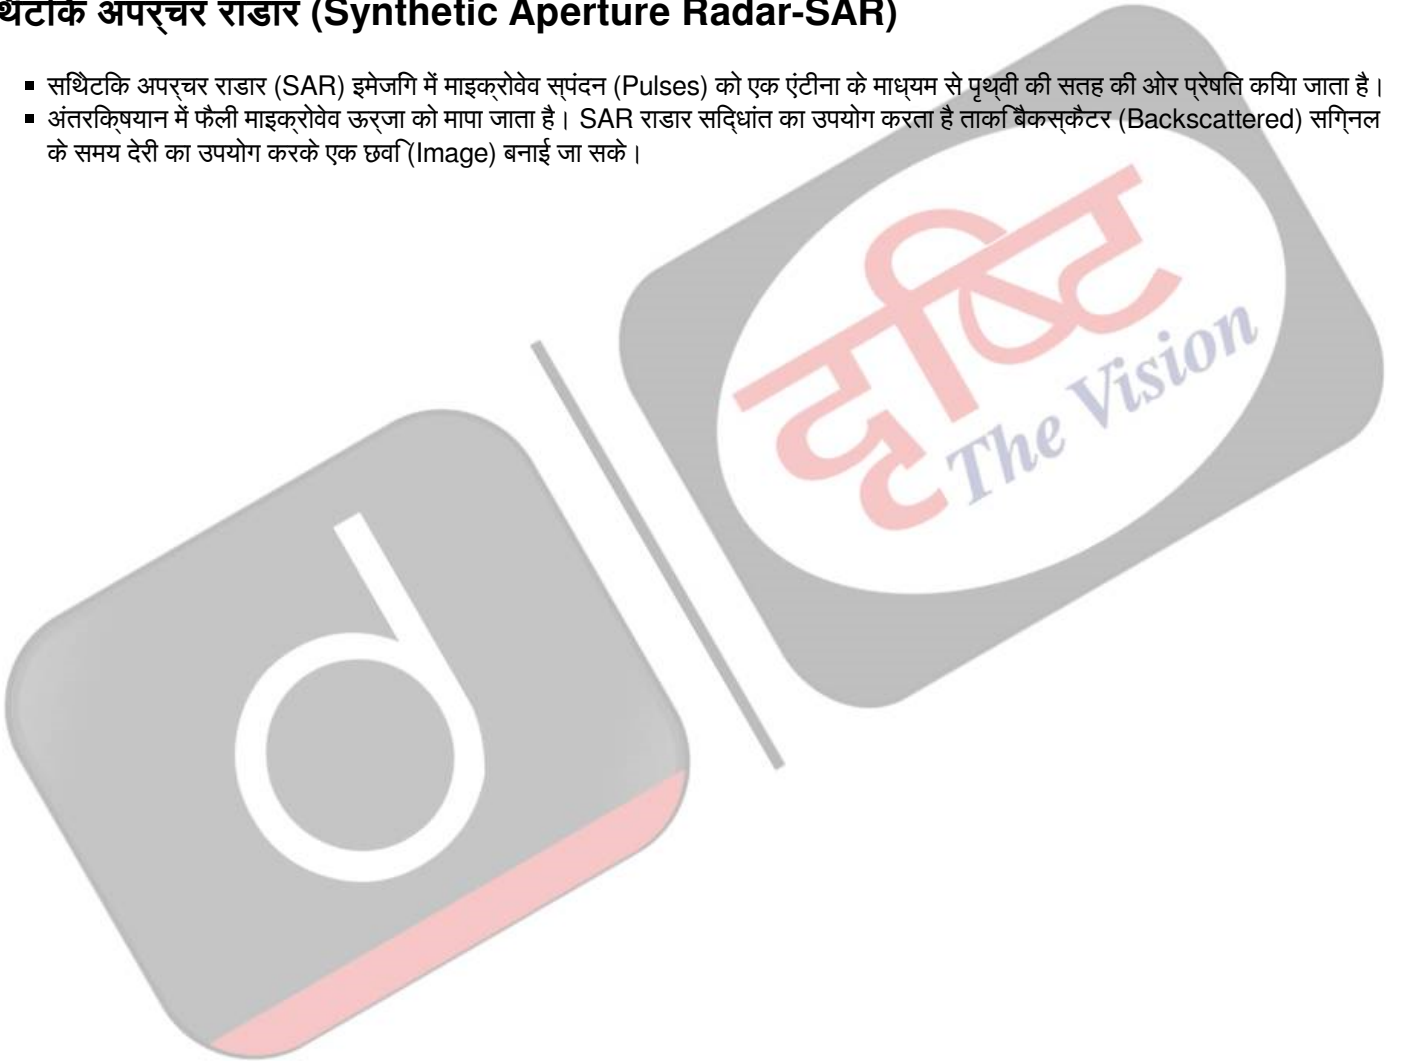 थेटिक अपर्चर राडार (Synthetic Aperture Radar-SAR)
सिंथेटिक अपर्चर राडार (SAR) इमेजिंग में माइक्रोवेव स्पंदन (Pulses) को एक एंटीना के माध्यम से पृथ्वी की सतह की ओर प्रेषित किया जाता है।
अंतरिक्षयान में फैली माइक्रोवेव ऊर्जा को मापा जाता है। SAR राडार सिद्धांत का उपयोग करता है ताकि बैकस्कैटर (Backscattered) सिग्नल
के समय देरी का उपयोग करके एक छवि (Image) बनाई जा सके।
दृष्टि
The Vision
d